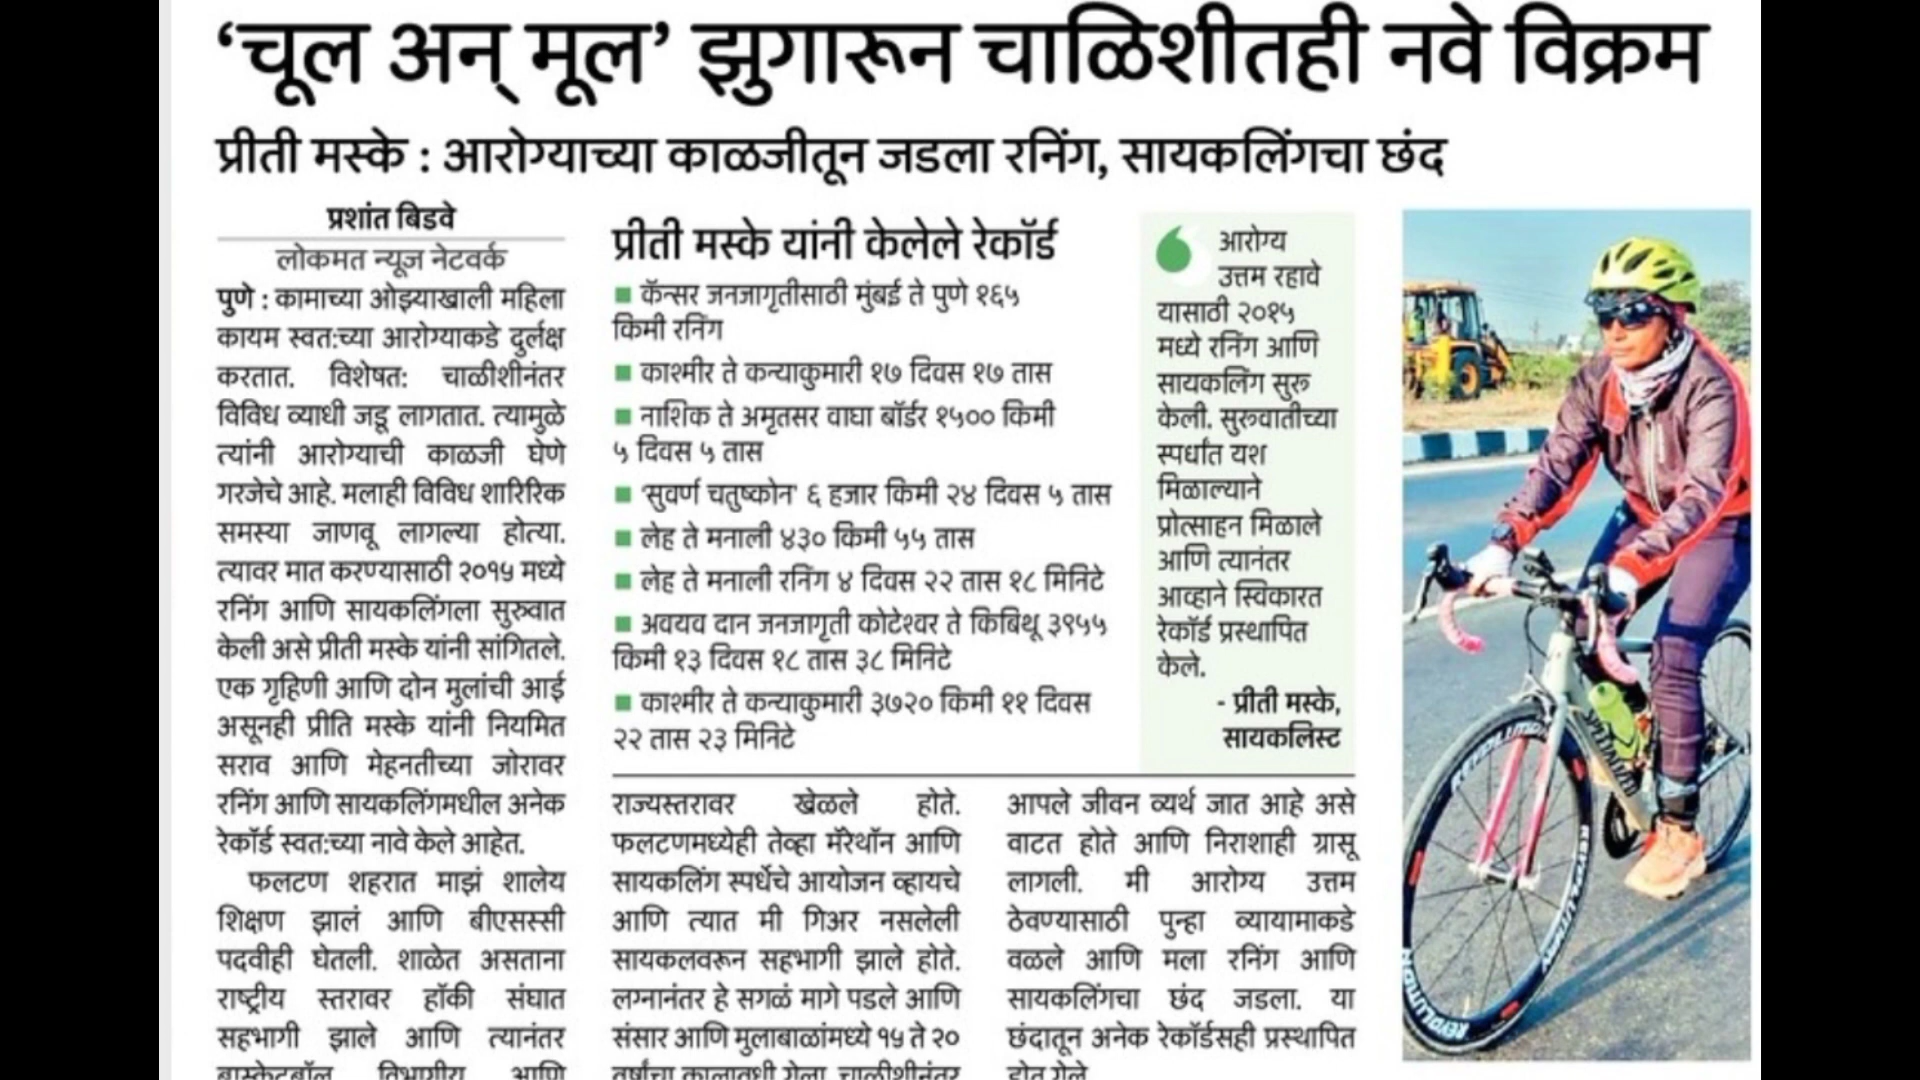 ‘चूल अन् मूल’ झुगारून चाळिशीतही नवे विक्रम
प्रीती मस्के : आरोग्याच्या काळजीतून जडला रनिंग, सायकलिंगचा छंद
प्रशांत बिडवे
लोकमत न्यूज नेटवर्क
पुणे : कामाच्या ओझ्याखाली महिला
कायम स्वत:च्या आरोग्याकडे दुर्लक्ष
करतात. विशेषत: चाळीशीनंतर
विविध व्याधी जडू लागतात. त्यामुळे
त्यांनी आरोग्याची काळजी घेणे
गरजेचे आहे. मलाही विविध शारिरिक
समस्या जाणवू लागल्या होत्या.
त्यावर मात करण्यासाठी २०१५ मध्ये
रनिंग आणि सायकलिंगला सुरुवात
केली असे प्रीती मस्के यांनी सांगितले.
एक गृहिणी आणि दोन मुलांची आई
असूनही प्रीति मस्के यांनी नियमित
सराव आणि मेहनतीच्या जोरावर
रनिंग आणि सायकलिंगमधील अनेक
रेकॉर्ड स्वत:च्या नावे केले आहेत.
फलटण शहरात माझं शालेय
शिक्षण झालं आणि बीएसस्सी
पदवीही घेतली. शाळेत असताना
राष्ट्रीय स्तरावर हॉकी संघात
सहभागी झाले आणि त्यानंतर
बास्केटबॉल विभागीय आणि
प्रीती मस्के यांनी केलेले रेकॉर्ड
■ कॅन्सर जनजागृतीसाठी मुंबई ते पुणे १६५
किमी रनिंग
■ काश्मीर ते कन्याकुमारी १७ दिवस १७ तास
■ नाशिक ते अमृतसर वाघा बॉर्डर १५०० किमी
५ दिवस ५ तास
■ 'सुवर्ण चतुष्कोन' ६ हजार किमी २४ दिवस ५ तास
■ लेह ते मनाली ४३० किमी ५५ तास
■ लेह ते मनाली रनिंग ४ दिवस २२ तास १८ मिनिटे
■ अवयव दान जनजागृती कोटेश्वर ते किबिथू ३९५५
किमी १३ दिवस १८ तास ३८ मिनिटे
■ काश्मीर ते कन्याकुमारी ३७२० किमी ११ दिवस
२२ तास २३ मिनिटे
आरोग्य
उत्तम रहावे
यासाठी २०१५
मध्ये रनिंग आणि
सायकलिंग सुरू
केली. सुरूवातीच्या
स्पर्धांत यश
मिळाल्याने
प्रोत्साहन मिळाले
आणि त्यानंतर
आव्हाने स्विकारत
रेकॉर्ड प्रस्थापित
केले.
- प्रीती मस्के,
सायकलिस्ट
राज्यस्तरावर खेळले होते.
फलटणमध्येही तेव्हा मॅरेथॉन आणि
सायकलिंग स्पर्धेचे आयोजन व्हायचे
आणि त्यात मी गिअर नसलेली
सायकलवरून सहभागी झाले होते.
लग्नानंतर हे सगळं मागे पडले आणि
संसार आणि मुलाबाळांमध्ये १५ ते २०
वर्षांचा कालावधी गेला. चाळीशीनंतर
आपले जीवन व्यर्थ जात आहे असे
वाटत होते आणि निराशाही ग्रासू
लागली. मी आरोग्य उत्तम
ठेवण्यासाठी पुन्हा व्यायामाकडे
वळले आणि मला रनिंग आणि
सायकलिंगचा छंद जडला. या
छंदातून अनेक रेकॉर्डसही प्रस्थापित
होत गेले.
REVOLUTION